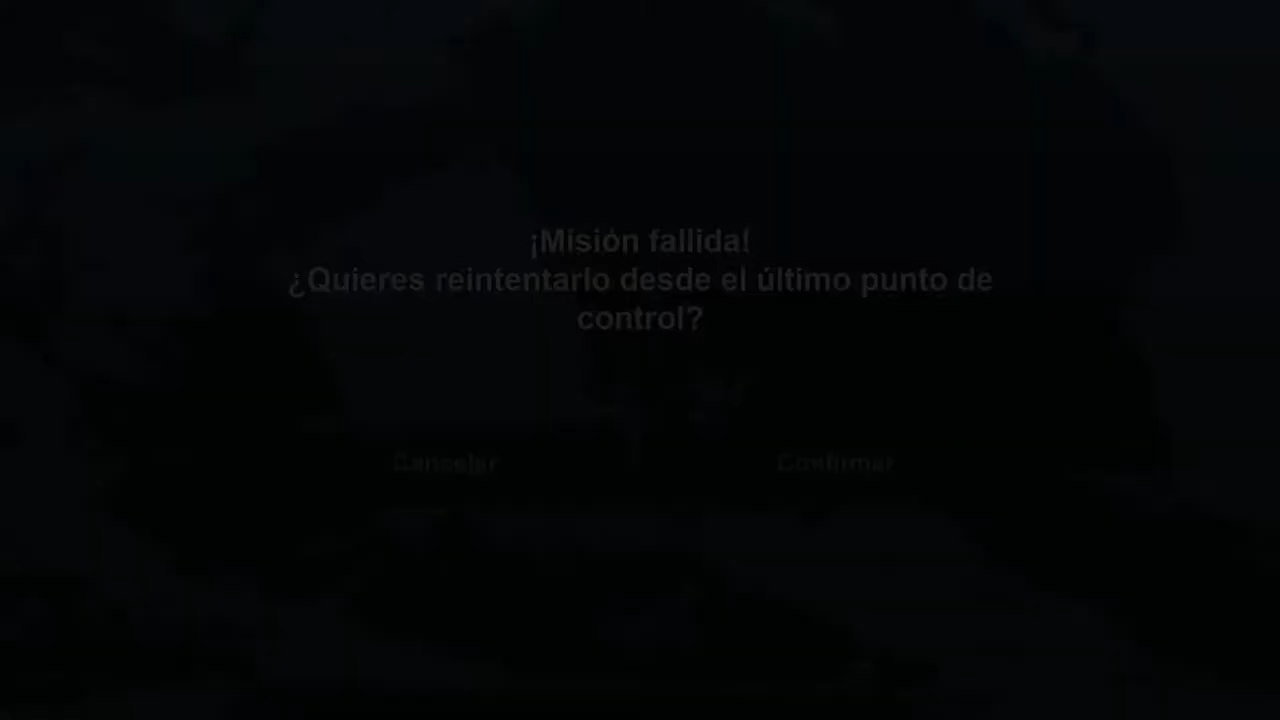 ¡Misión fallida!
¿Quieres reintentarlo desde el último punto de
control?
Cancelar
Confirmar